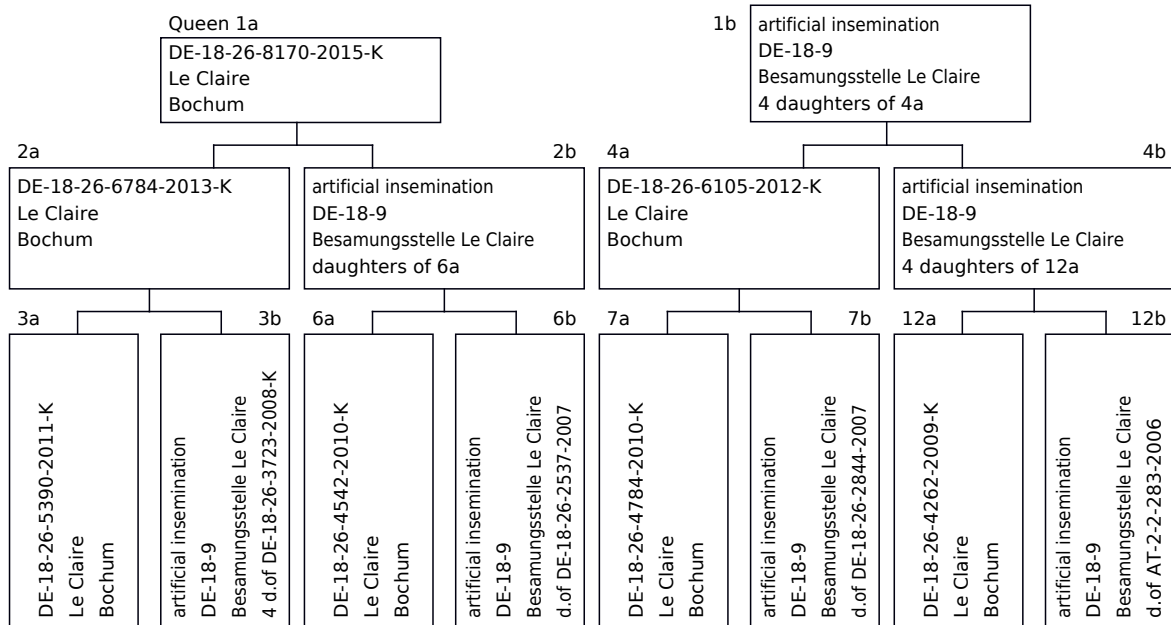 Queen 1a
DE-18-26-8170-2015-K
Le Claire
Bochum
1b
artificial insemination
DE-18-9
Besamungsstelle Le Claire
4 daughters of 4a
2a
DE-18-26-6784-2013-K
Le Claire
Bochum
2b
artificial insemination
DE-18-9
Besamungsstelle Le Claire
daughters of 6a
4a
DE-18-26-6105-2012-K
Le Claire
Bochum
4b
artificial insemination
DE-18-9
Besamungsstelle Le Claire
4 daughters of 12a
3a
DE-18-26-5390-2011-K
Le Claire
Bochum
3b
artificial insemination
DE-18-9
Besamungsstelle Le Claire
4 d.of DE-18-26-3723-2008-K
6a
DE-18-26-4542-2010-K
Le Claire
Bochum
6b
artificial insemination
DE-18-9
Besamungsstelle Le Claire
d.of DE-18-26-2537-2007
7a
DE-18-26-4784-2010-K
Le Claire
Bochum
7b
artificial insemination
DE-18-9
Besamungsstelle Le Claire
d.of DE-18-26-2844-2007
12a
DE-18-26-4262-2009-K
Le Claire
Bochum
12b
artificial insemination
DE-18-9
Besamungsstelle Le Claire
d.of AT-2-2-283-2006